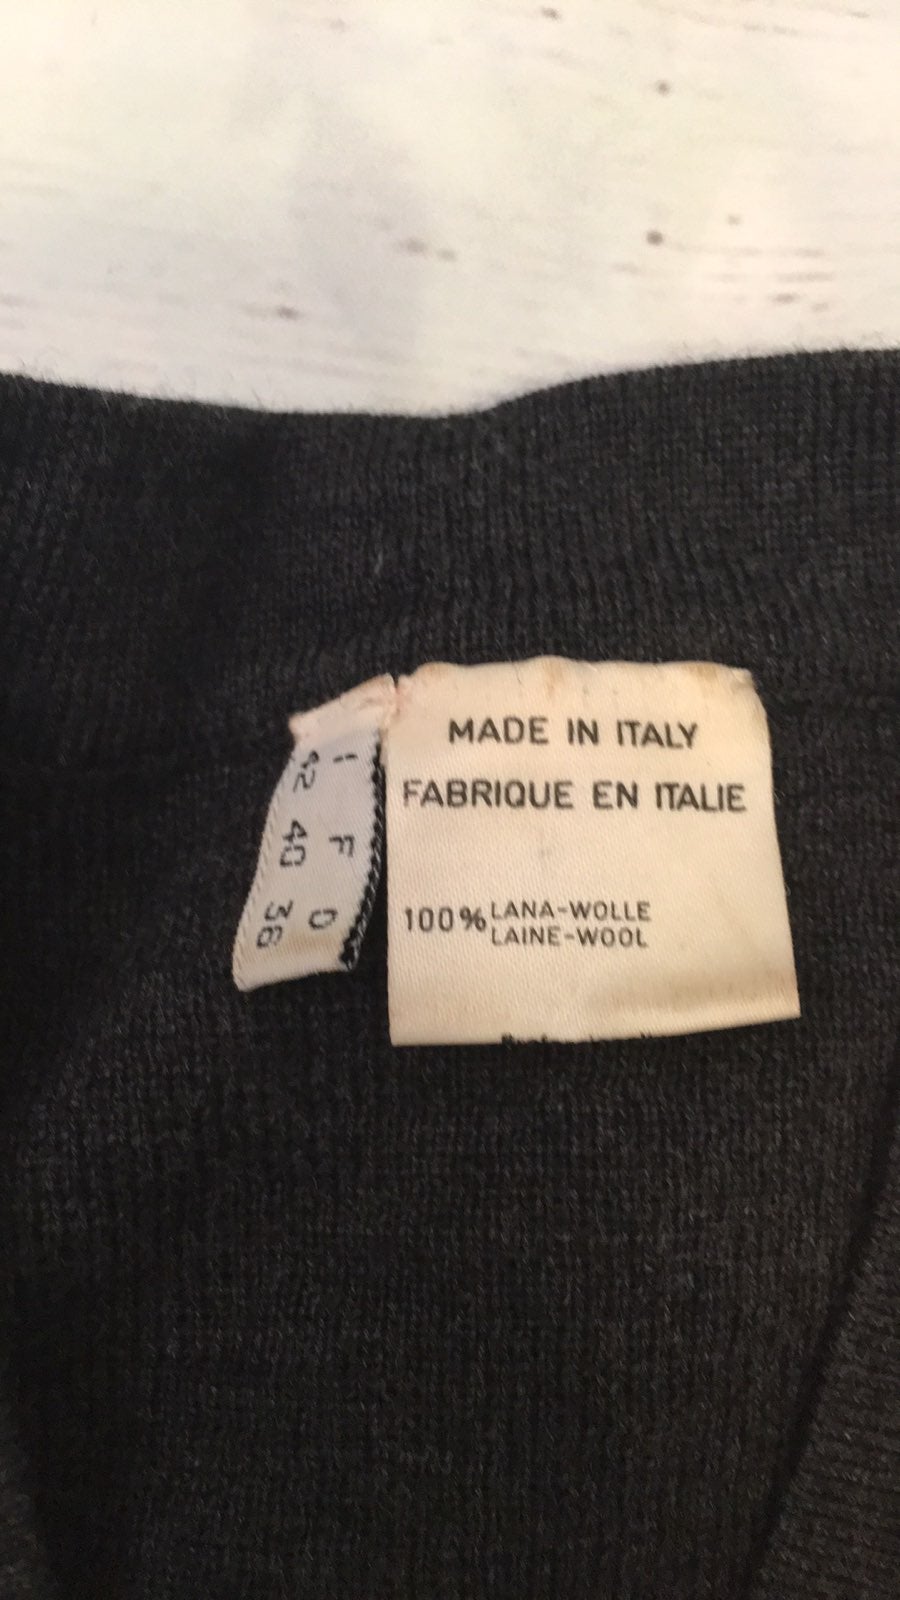 MADE IN ITALY
FABRIQUE EN ITALIE
100% LANA-WOLLE
LAINE-WOOL
I F D
42 40 36